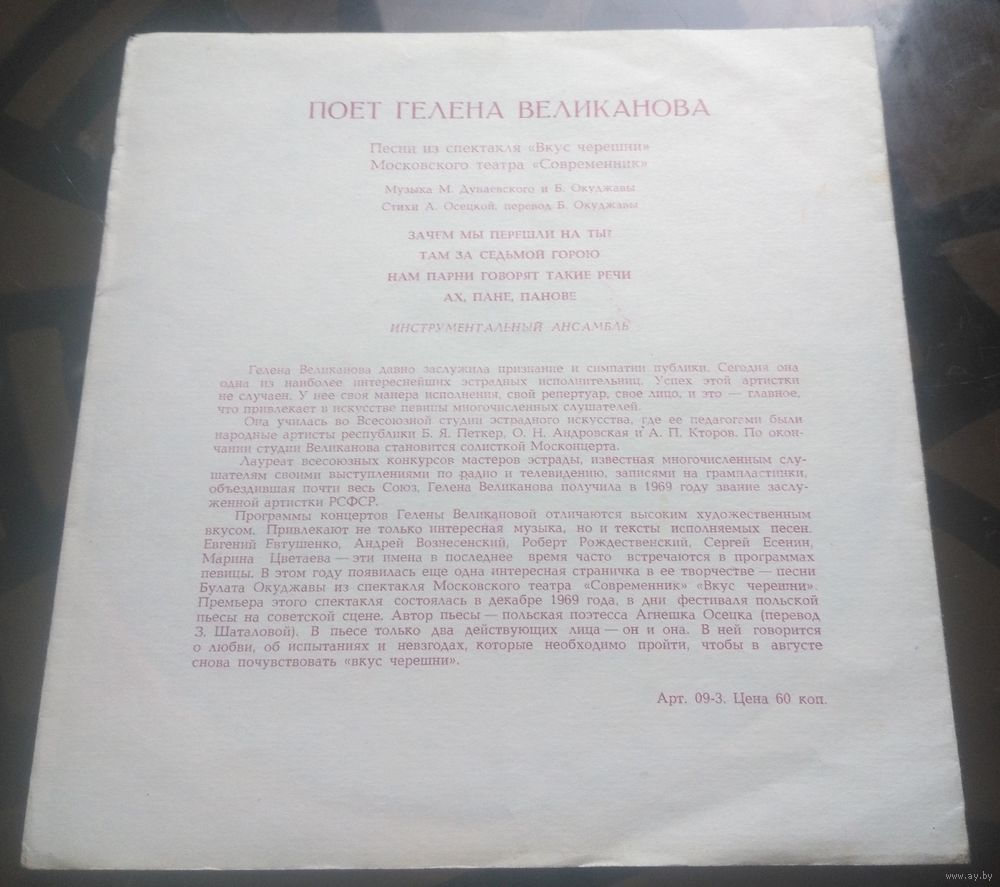 ПОЕТ ГЕЛЕНА ВЕЛИКАНОВА
Песни из спектакля «Вкус черешни»
Московского театра «Современник»
Музыка М. Дунаевского и Б. Окуджавы
Стихи А. Осецкой, перевод Б. Окуджавы
ЗАЧЕМ МЫ ПЕРЕШЛИ НА ТЫ?
ТАМ ЗА СЕДЬМОЙ ГОРОЮ
НАМ ПАРНИ ГОВОРЯТ ТАКИЕ РЕЧИ
АХ, ПАНЕ, ПАНОВЕ
ИНСТРУМЕНТАЛЬНЫЙ АНСАМБЛЬ
Гелена Великанова давно заслужила признание и симпатии публики. Сегодня она
одна из наиболее интереснейших эстрадных исполнительниц. Успех этой артистки
не случаен. У нее своя манера исполнения, свой репертуар, свое лицо, и это — главное,
что привлекает в искусстве певицы многочисленных слушателей.
Она училась во Всесоюзной студии эстрадного искусства, где ее педагогами были
народные артисты республики Б. Я. Петкер, О. Н. Андровская и А. П. Кторов. По окон-
чании студии Великанова становится солисткой Москонцерта.
Лауреат всесоюзных конкурсов мастеров эстрады, известная многочисленным слу-
шателям своими выступлениями по радио и телевидению, записями на грампластинки,
объездившая почти весь Союз, Гелена Великанова получила в 1969 году звание заслу-
женной артистки РСФСР.
Программы концертов Гелены Великановой отличаются высоким художественным
вкусом. Привлекают не только интересная музыка, но и тексты исполняемых песен.
Евгений Евтушенко, Андрей Вознесенский, Роберт Рождественский, Сергей Есенин,
Марина Цветаева — эти имена в последнее время часто встречаются в программах
певицы. В этом году появилась еще одна интересная страничка в ее творчестве — песни
Булата Окуджавы из спектакля Московского театра «Современник» «Вкус черешни».
Премьера этого спектакля состоялась в декабре 1969 года, в дни фестиваля польской
пьесы на советской сцене. Автор пьесы — польская поэтесса Агнешка Осецка (перевод
З. Шаталовой). В пьесе только два действующих лица — он и она. В ней говорится
о любви, об испытаниях и невзгодах, которые необходимо пройти, чтобы в августе
снова почувствовать «вкус черешни».
Арт. 09-3. Цена 60 коп.
www.ay.by